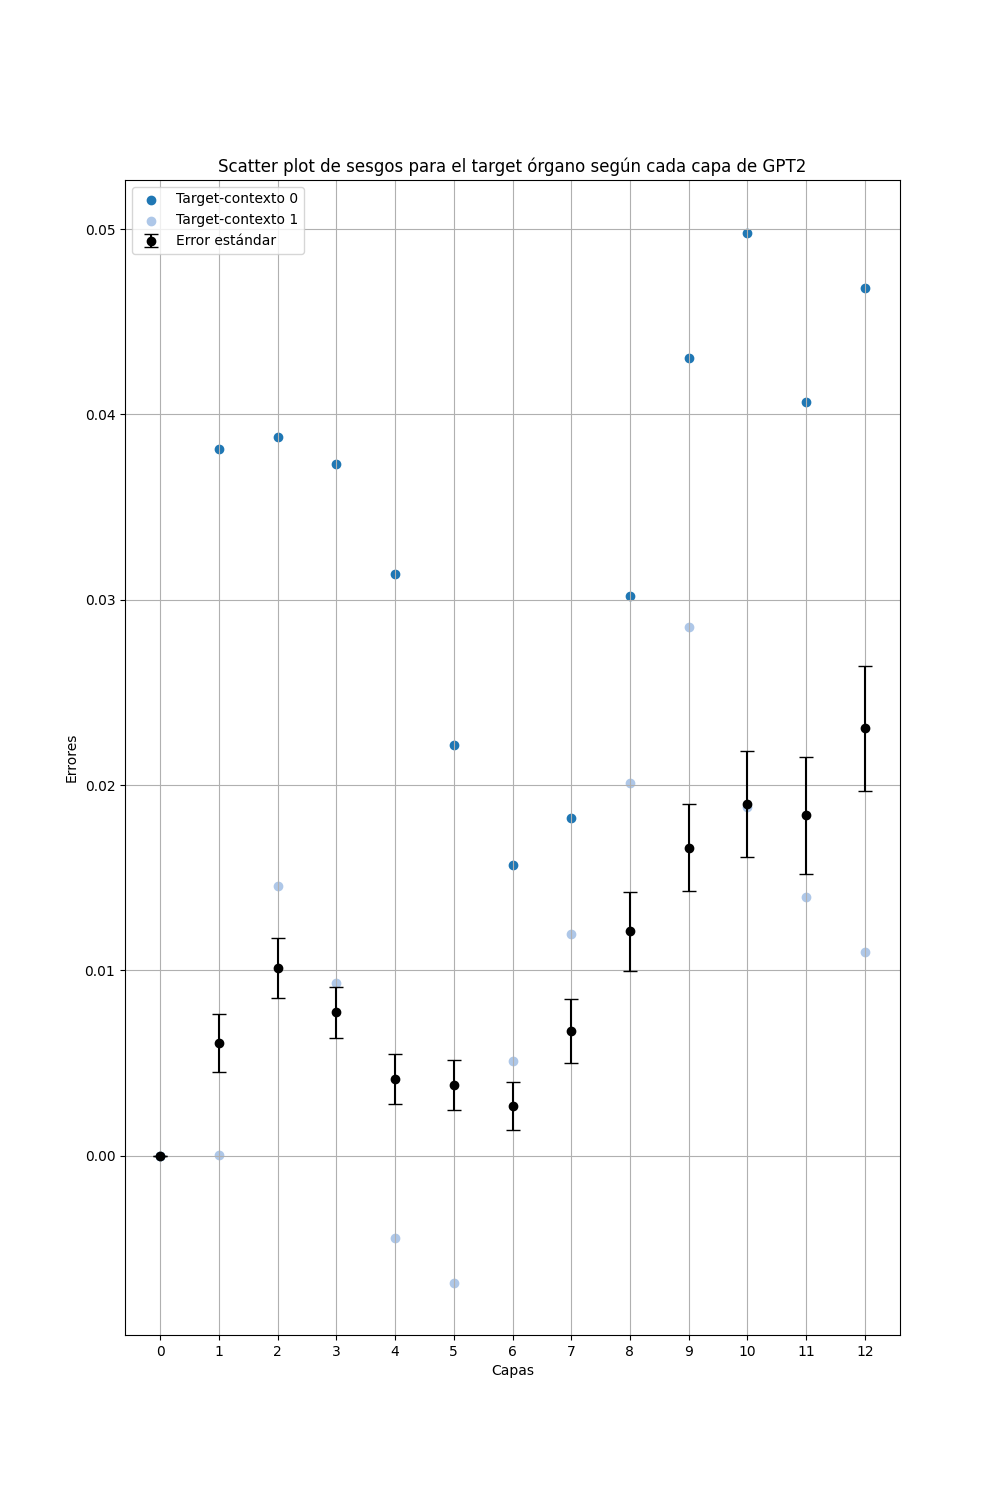 Scatter plot de sesgos para el target órgano según cada capa de GPT2
Target-contexto 0
Target-contexto 1
Error estándar
0.05
0.04
0.03
0.02
0.01
0.00
Errores
0 1 2 3 4 5 6 7 8 9 10 11 12
Capas